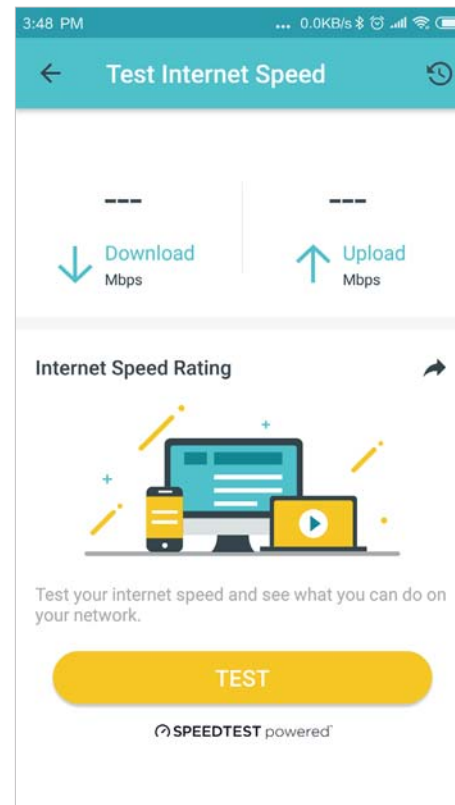 3:48 PM ... 0.0KB/s
Test Internet Speed
--- ---
Download Upload
Mbps Mbps
Internet Speed Rating
Test your internet speed and see what you can do on
your network.
TEST
SPEEDTEST powered